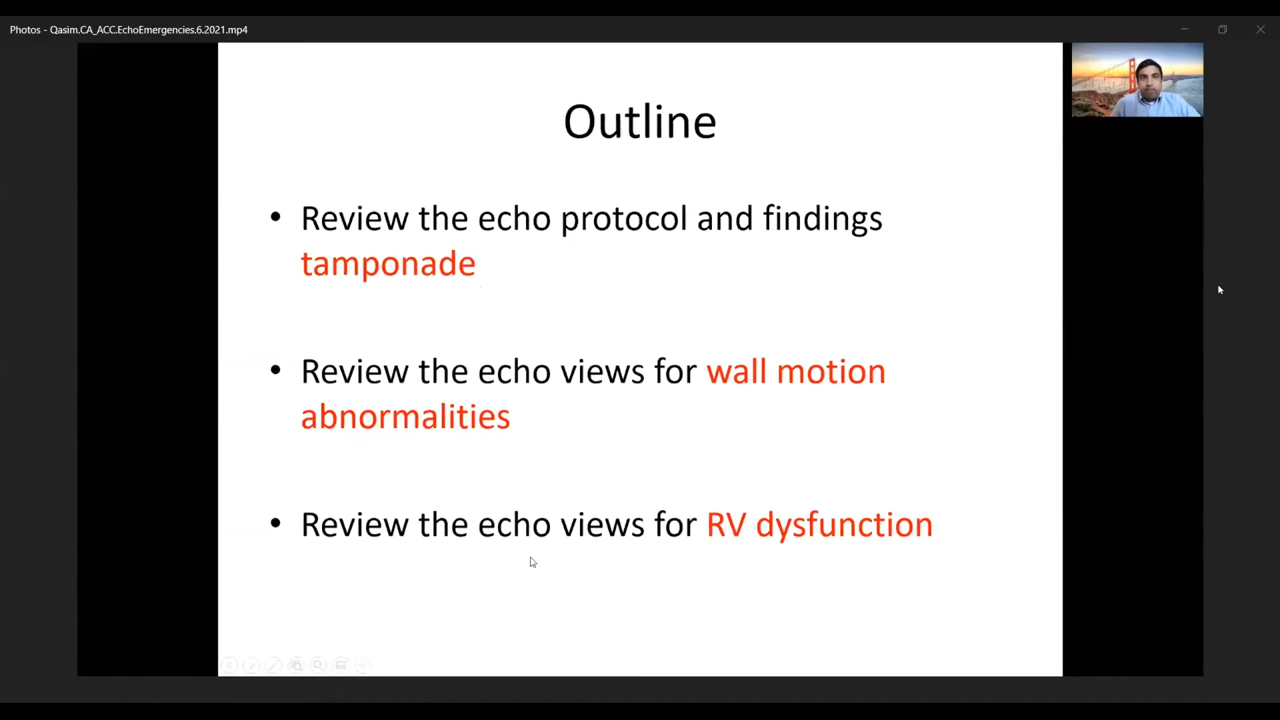 Photos - Qasim.CA_ACC.EchoEmergencies.6.2021.mp4
Outline
• Review the echo protocol and findings
tamponade
• Review the echo views for wall motion
abnormalities
• Review the echo views for RV dysfunction